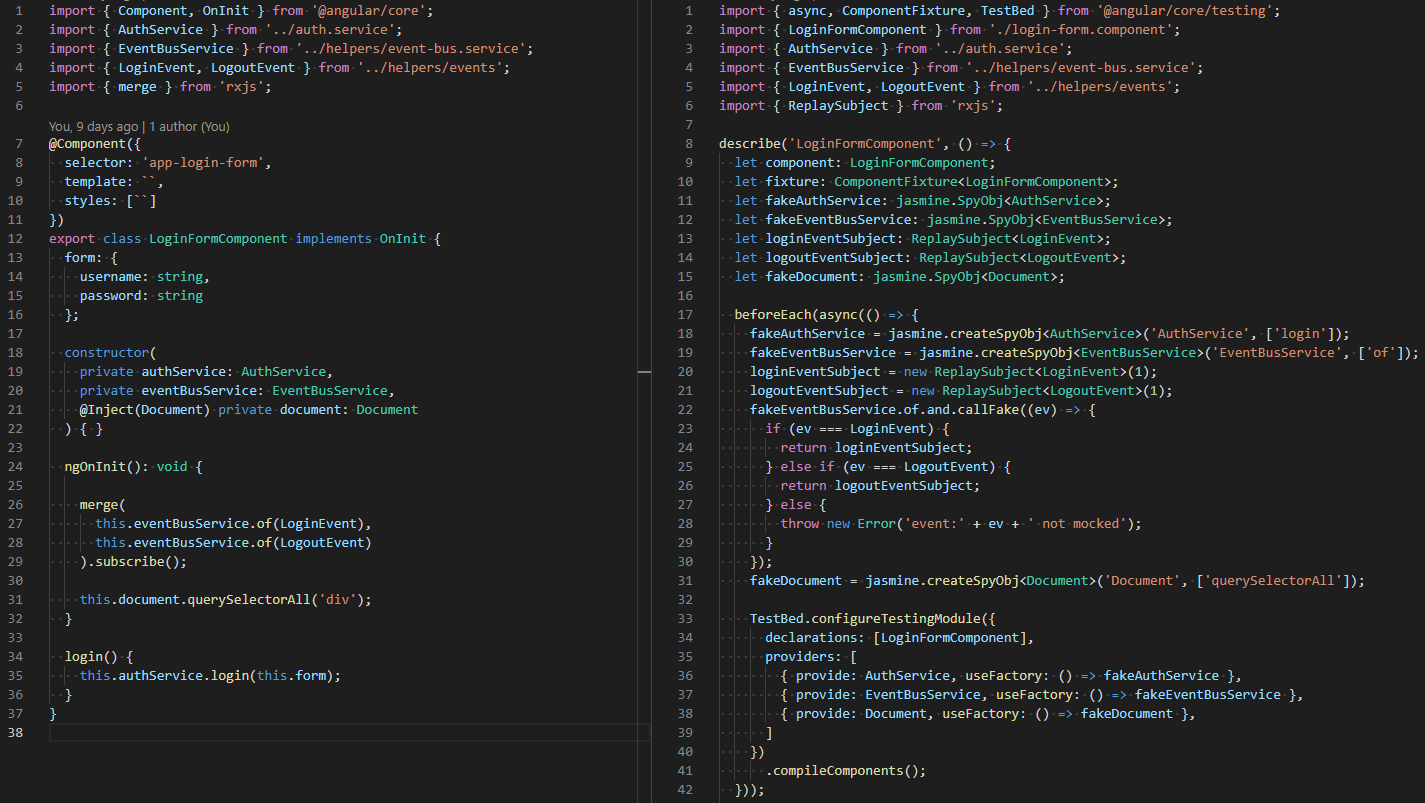 1 import { Component, OnInit } from '@angular/core';
2 import { AuthService } from '../auth.service';
3 import { EventBusService } from '../helpers/event-bus.service';
4 import { LoginEvent, LogoutEvent } from '../helpers/events';
5 import { merge } from 'rxjs';
6
You, 9 days ago | 1 author (You)
7 @Component({
8   selector: 'app-login-form',
9   template: ``,
10   styles: [``]
11 })
12 export class LoginFormComponent implements OnInit {
13   form: {
14     username: string,
15     password: string
16   };
17
18   constructor(
19     private authService: AuthService,
20     private eventBusService: EventBusService,
21     @Inject(Document) private document: Document
22   ) { }
23
24   ngOnInit(): void {
25
26     merge(
27       this.eventBusService.of(LoginEvent),
28       this.eventBusService.of(LogoutEvent)
29     ).subscribe();
30
31     this.document.querySelectorAll('div');
32   }
33
34   login() {
35     this.authService.login(this.form);
36   }
37 }
38
1 import { async, ComponentFixture, TestBed } from '@angular/core/testing';
2 import { LoginFormComponent } from './login-form.component';
3 import { AuthService } from '../auth.service';
4 import { EventBusService } from '../helpers/event-bus.service';
5 import { LoginEvent, LogoutEvent } from '../helpers/events';
6 import { ReplaySubject } from 'rxjs';
7
8 describe('LoginFormComponent', () => {
9   let component: LoginFormComponent;
10   let fixture: ComponentFixture<LoginFormComponent>;
11   let fakeAuthService: jasmine.SpyObj<AuthService>;
12   let fakeEventBusService: jasmine.SpyObj<EventBusService>;
13   let loginEventSubject: ReplaySubject<LoginEvent>;
14   let logoutEventSubject: ReplaySubject<LogoutEvent>;
15   let fakeDocument: jasmine.SpyObj<Document>;
16
17   beforeEach(async(() => {
18     fakeAuthService = jasmine.createSpyObj<AuthService>('AuthService', ['login']);
19     fakeEventBusService = jasmine.createSpyObj<EventBusService>('EventBusService', ['of']);
20     loginEventSubject = new ReplaySubject<LoginEvent>(1);
21     logoutEventSubject = new ReplaySubject<LogoutEvent>(1);
22     fakeEventBusService.of.and.callFake((ev) => {
23       if (ev === LoginEvent) {
24         return loginEventSubject;
25       } else if (ev === LogoutEvent) {
26         return logoutEventSubject;
27       } else {
28         throw new Error('event:' + ev + ' not mocked');
29       }
30     });
31     fakeDocument = jasmine.createSpyObj<Document>('Document', ['querySelectorAll']);
32
33     TestBed.configureTestingModule({
34       declarations: [LoginFormComponent],
35       providers: [
36         { provide: AuthService, useFactory: () => fakeAuthService },
37         { provide: EventBusService, useFactory: () => fakeEventBusService },
38         { provide: Document, useFactory: () => fakeDocument },
39       ]
40     })
41       .compileComponents();
42   }));